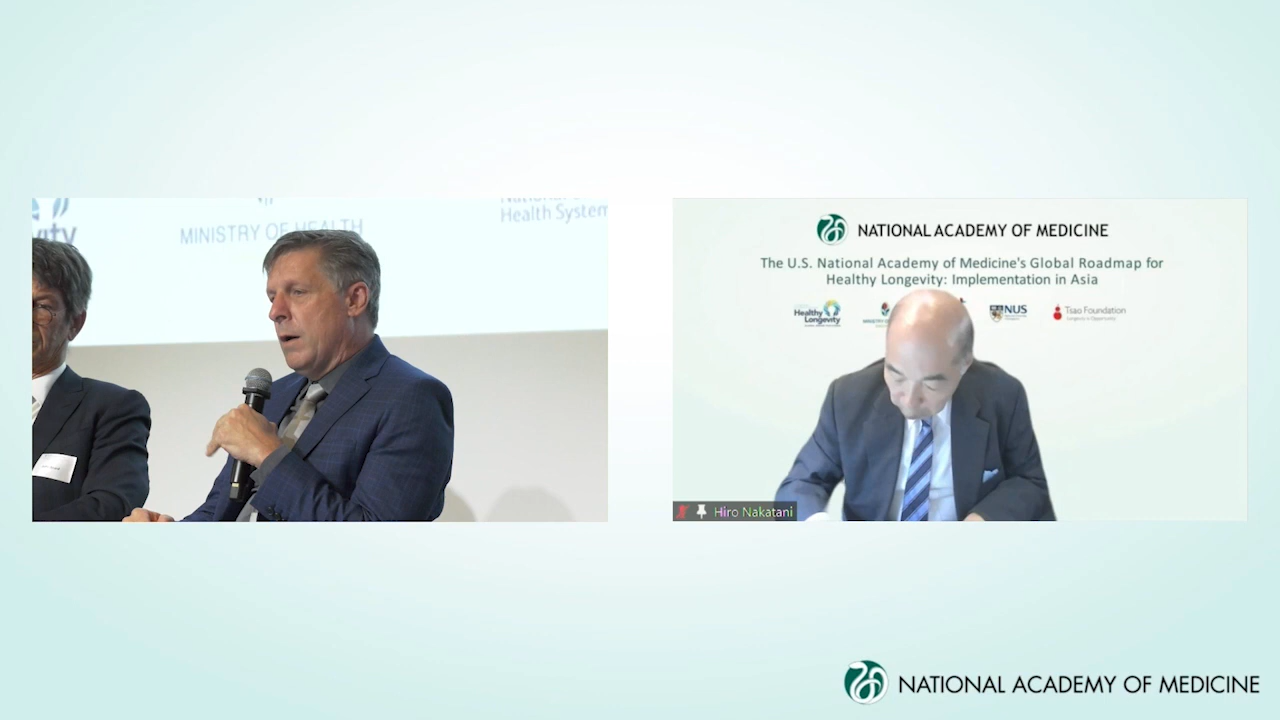 MINISTRY OF HEALTH
Health System
NATIONAL ACADEMY OF MEDICINE
The U.S. National Academy of Medicine's Global Roadmap for
Healthy Longevity: Implementation in Asia
Healthy
Longevity
NUS
Tsao Foundation
Hiro Nakatani
NATIONAL ACADEMY OF MEDICINE